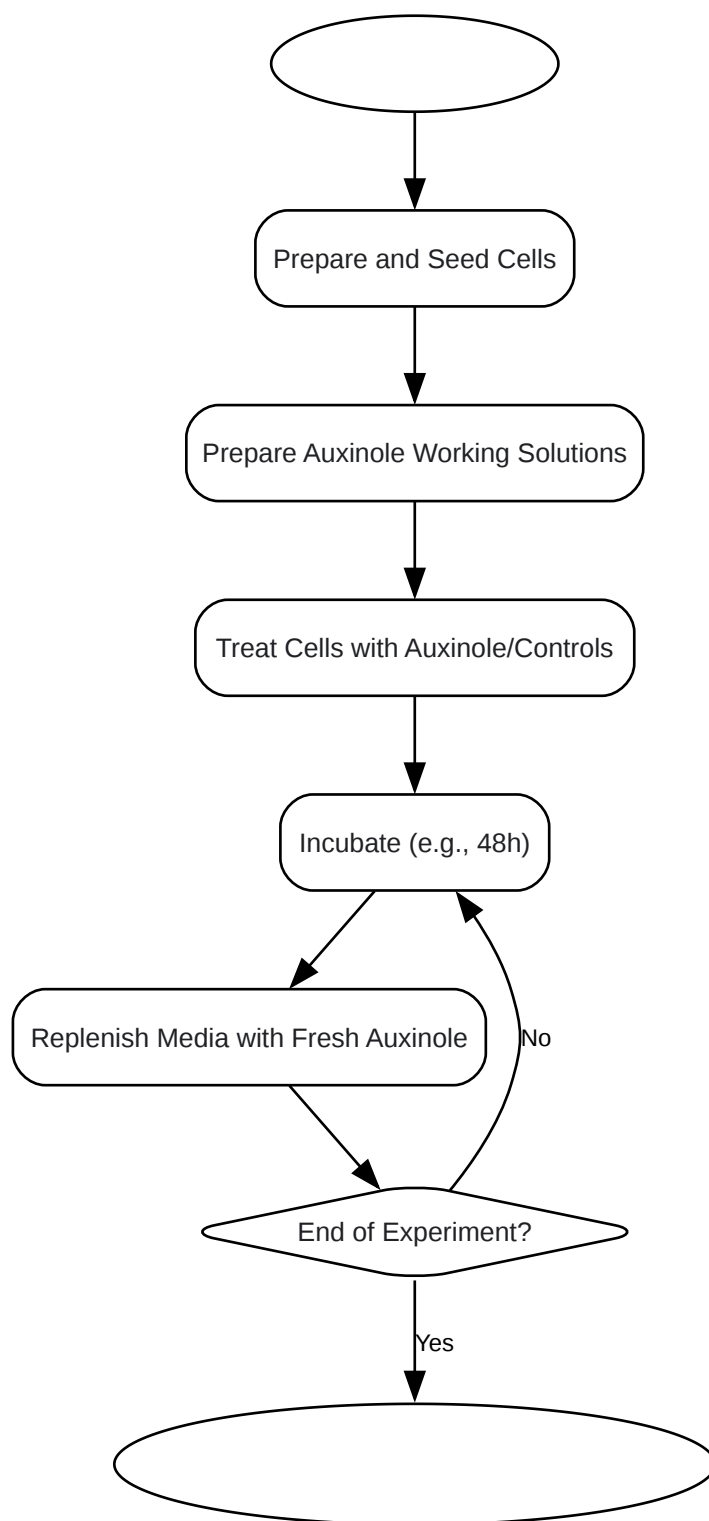 Prepare and Seed Cells
Prepare Auxinole Working Solutions
Treat Cells with Auxinole/Controls
Incubate (e.g., 48h)
Replenish Media with Fresh Auxinole
No
End of Experiment?
Yes